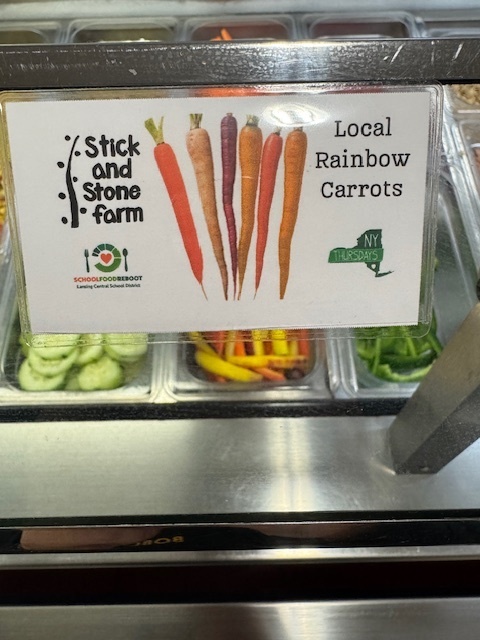 Stick
and
Stone
farm
SCHOOLFOODREBOOT
Lansing Central School District
Local
Rainbow
Carrots
NY
THURSDAYS